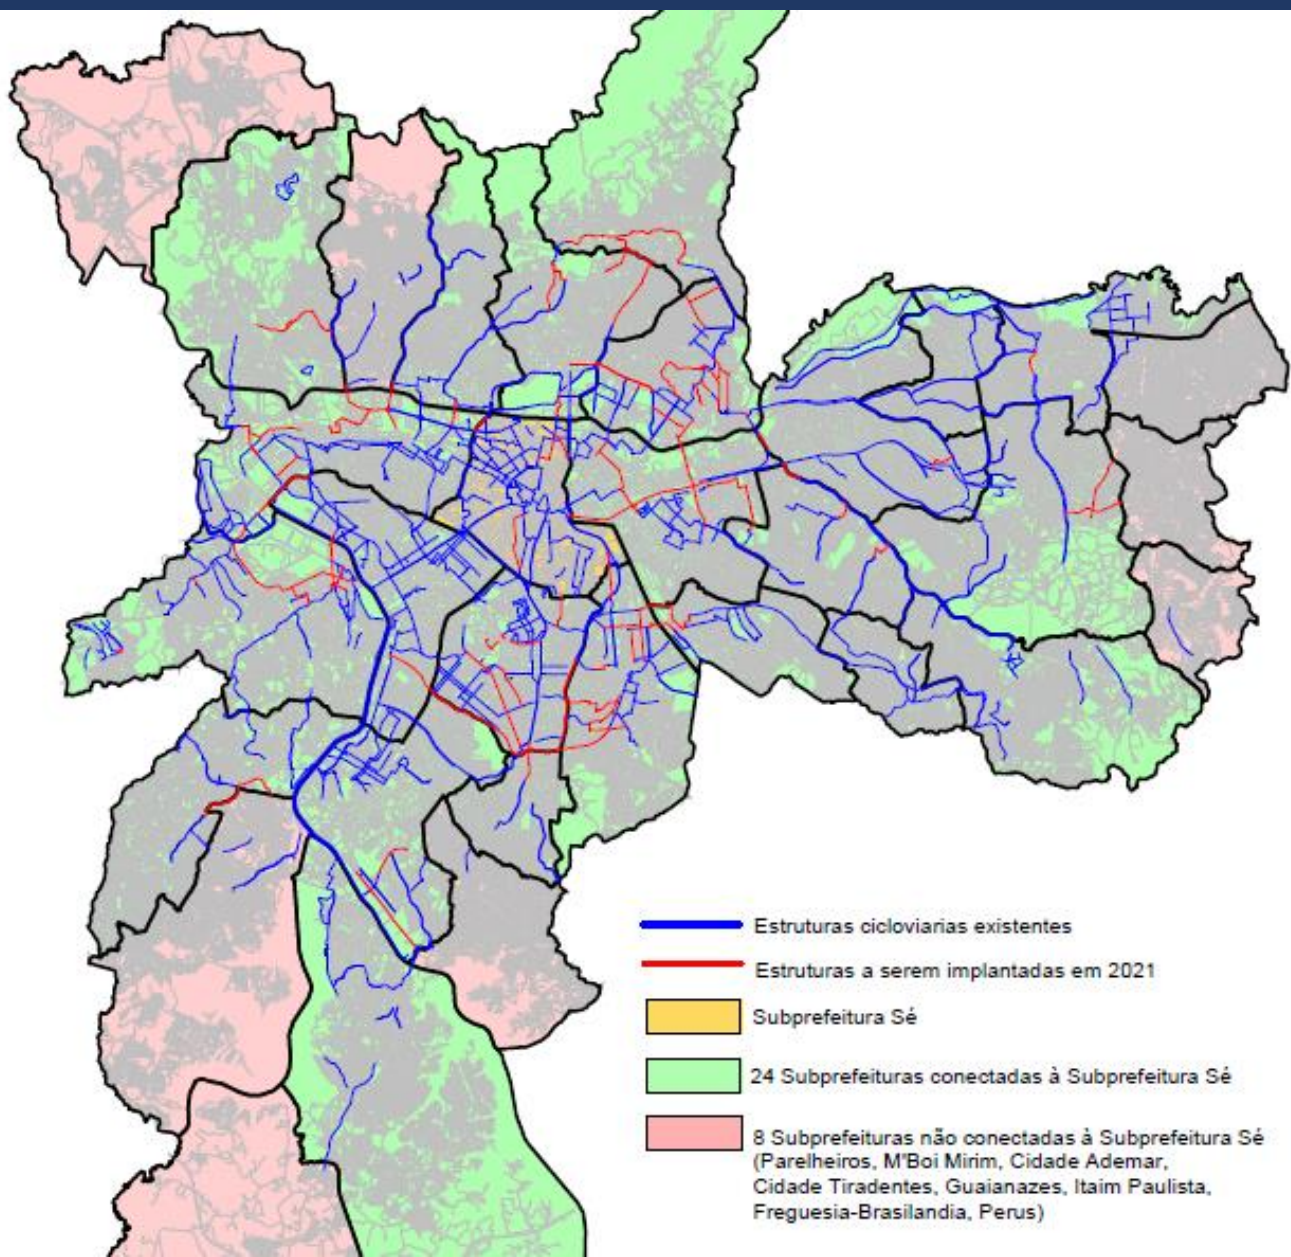 Estruturas cicloviarias existentes
Estruturas a serem implantadas em 2021
Subprefeitura Sé
24 Subprefeituras conectadas à Subprefeitura Sé
8 Subprefeituras não conectadas à Subprefeitura Sé
(Parelheiros, M'Boi Mirim, Cidade Ademar,
Cidade Tiradentes, Guaianazes, Itaim Paulista,
Freguesia-Brasilandia, Perus)